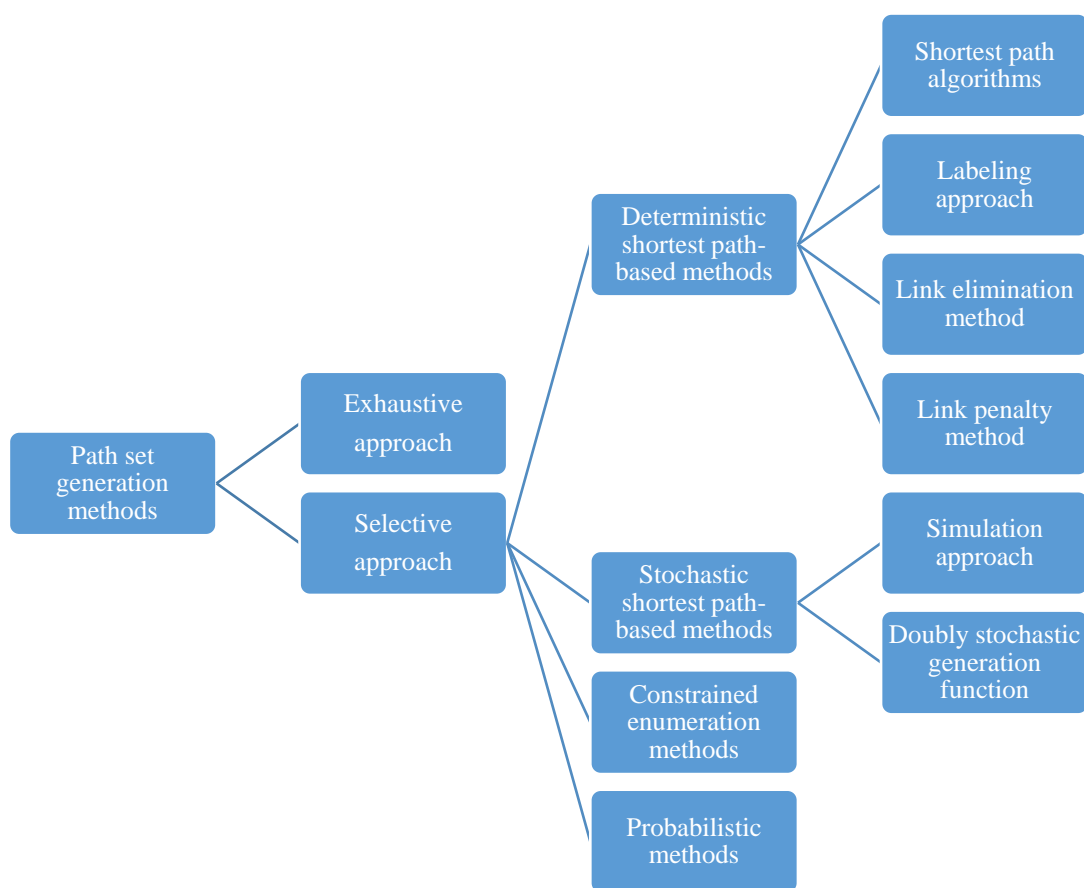 Path set
generation
methods
Exhaustive
approach
Selective
approach
Deterministic
shortest path-
based methods
Stochastic
shortest path-
based methods
Constrained
enumeration
methods
Probabilistic
methods
Shortest path
algorithms
Labeling
approach
Link elimination
method
Link penalty
method
Simulation
approach
Doubly stochastic
generation
function